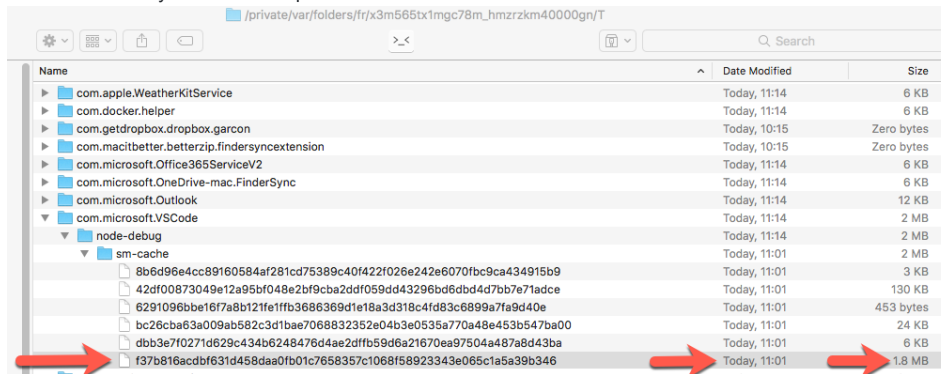 /private/var/folders/fr/x3m565tx1mgc78m_hmzrzkm40000gn/T
>_< Search
Name Date Modified Size
com.apple.WeatherKitService Today, 11:14 6 KB
com.docker.helper Today, 11:14 6 KB
com.getdropbox.dropbox.garcon Today, 10:15 Zero bytes
com.macitbetter.betterzip.findersyncextension Today, 10:15 Zero bytes
com.microsoft.Office365ServiceV2 Today, 11:14 6 KB
com.microsoft.OneDrive-mac.FinderSync Today, 11:14 6 KB
com.microsoft.Outlook Today, 11:14 12 KB
com.microsoft.VSCode Today, 11:14 2 MB
node-debug Today, 11:14 2 MB
sm-cache Today, 11:01 2 MB
8b6d96e4cc89160584af281cd75389c40f422f026e242e6070fbc9ca434915b9 Today, 11:01 3 KB
42df00873049e12a95bf048e2bf9cba2ddf059dd43296bd6dbd4d7bb7e71adce Today, 11:01 130 KB
6291096bbe16f7a8b121fe1ffb3686369d1e18a3d318c4fd83c6899a7fa9d40e Today, 11:01 453 bytes
bc26cba63a009ab582c3d1bae7068832352e04b3e0535a770a48e453b547ba00 Today, 11:01 24 KB
dbb3e7f0271d629c434b6248476d4ae2dffb59d6a21670ea97504a487a8d43ba Today, 11:01 6 KB
f37b816acdbf631d458daa0fb01c7658357c1068f58923343e065c1a5a39b346 Today, 11:01 1.8 MB